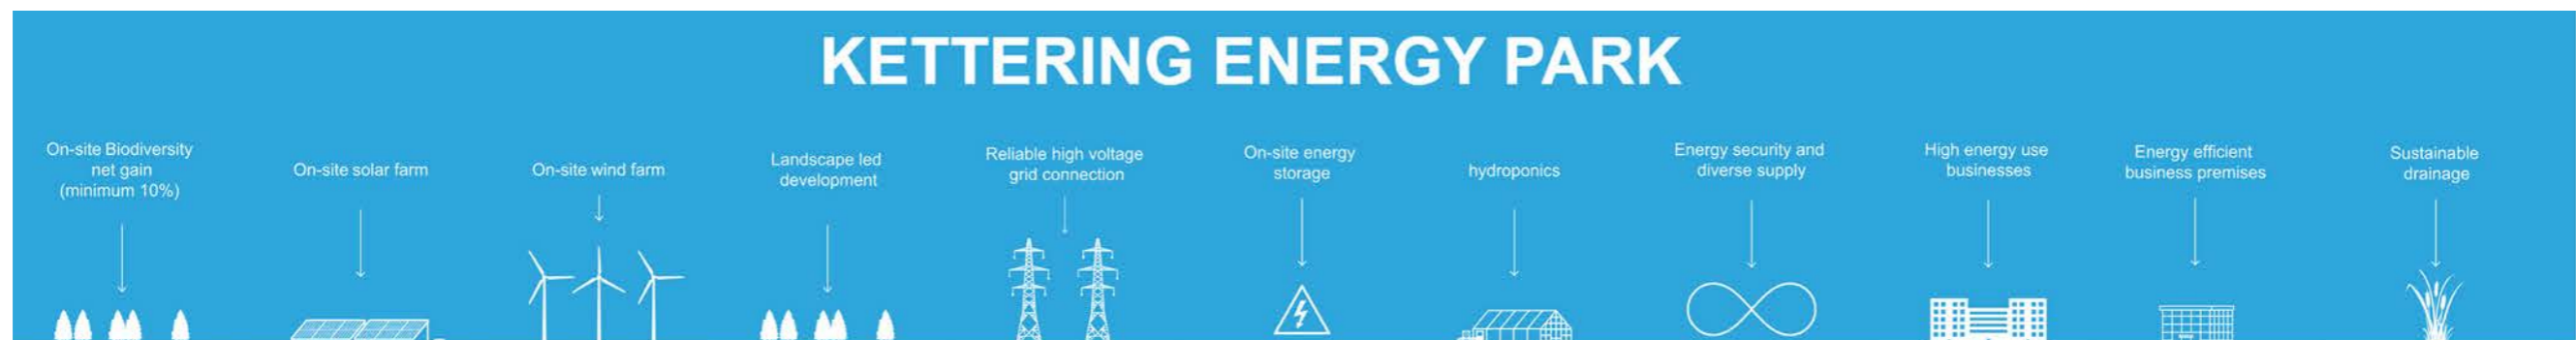 KETTERING ENERGY PARK
On-site Biodiversity
net gain
(minimum 10%)
On-site solar farm
On-site wind farm
Landscape led
development
Reliable high voltage
grid connection
On-site energy
storage
hydroponics
Energy security and
diverse supply
High energy use
businesses
Energy efficient
business premises
Sustainable
drainage